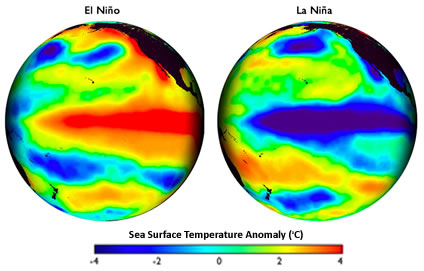 El Niño
La Niña
Sea Surface Temperature Anomaly (°C)
-4 -2 0 2 4